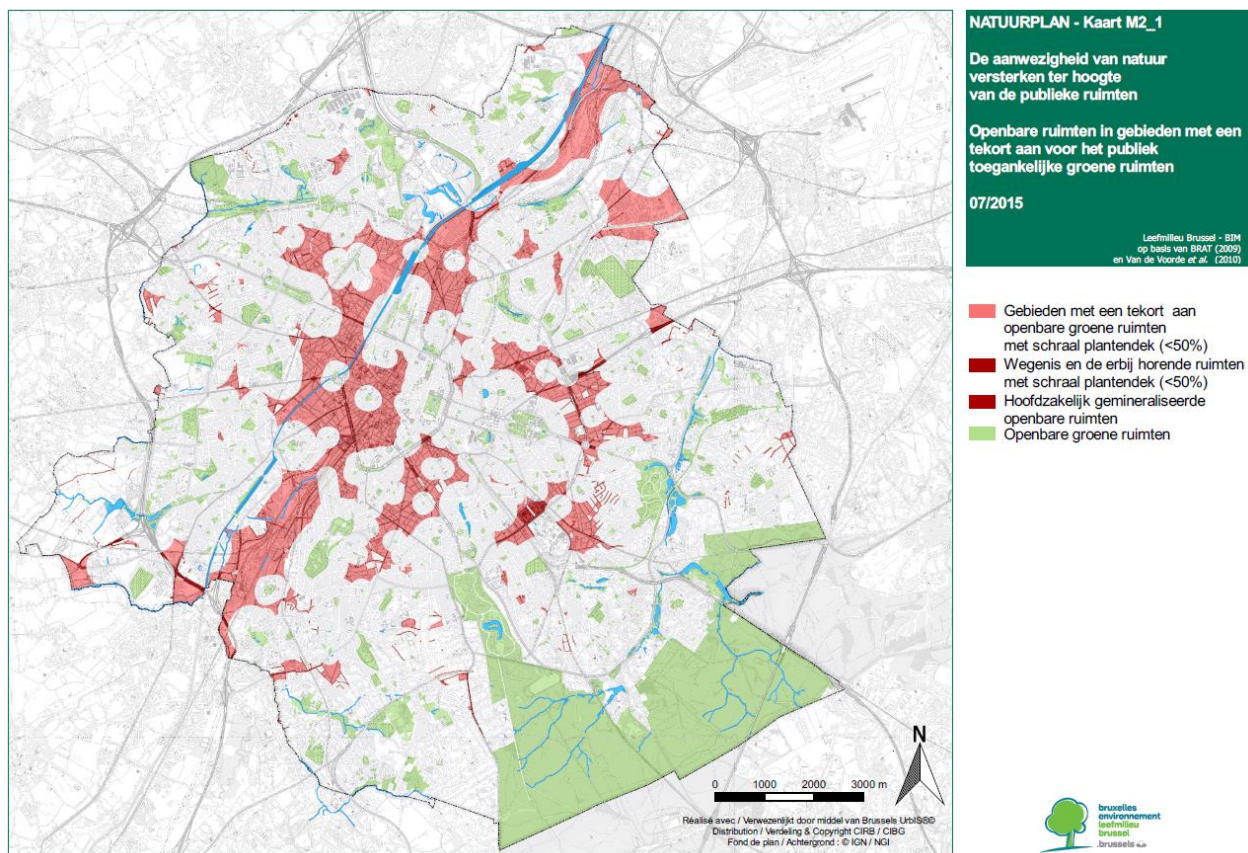 NATUURPLAN - Kaart M2_1
De aanwezigheid van natuur
versterken ter hoogte
van de publieke ruimten
Openbare ruimten in gebieden met een
tekort aan voor het publiek
toegankelijke groene ruimten
07/2015
Leefmilieu Brussel - BIM
op basis van BRAT (2009)
en Van de Voorde et al. (2010)
Gebieden met een tekort aan
openbare groene ruimten
met schraal plantendek (<50%)
Wegenis en de erbij horende ruimten
met schraal plantendek (<50%)
Hoofdzakelijk gemineraliseerde
openbare ruimten
Openbare groene ruimten
N
0 1000 2000 3000 m
Réalisé avec / Verwezenlijkt door middel van Brussels UrbIS®©
Distribution / Verdeling & Copyright CIRB / CIBG
Fond de plan / Achtergrond : © IGN / NGI
bruxelles
environnement
leefmilieu
brussel
.brussels